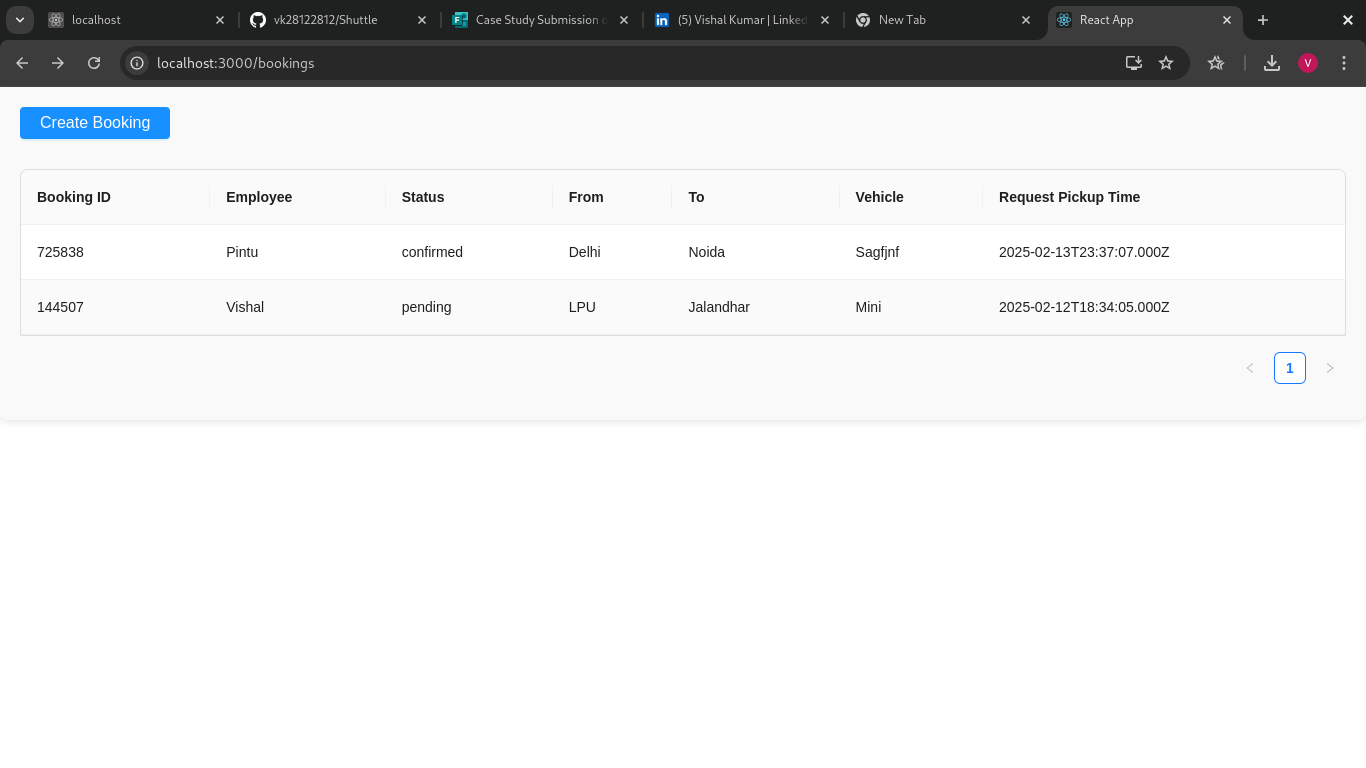 localhost
vk28122812/Shuttle
Case Study Submission
(5) Vishal Kumar | Linked
New Tab
React App
localhost:3000/bookings
V
Create Booking
Booking ID Employee Status From To Vehicle Request Pickup Time
725838 Pintu confirmed Delhi Noida Sagfjnf 2025-02-13T23:37:07.000Z
144507 Vishal pending LPU Jalandhar Mini 2025-02-12T18:34:05.000Z
1